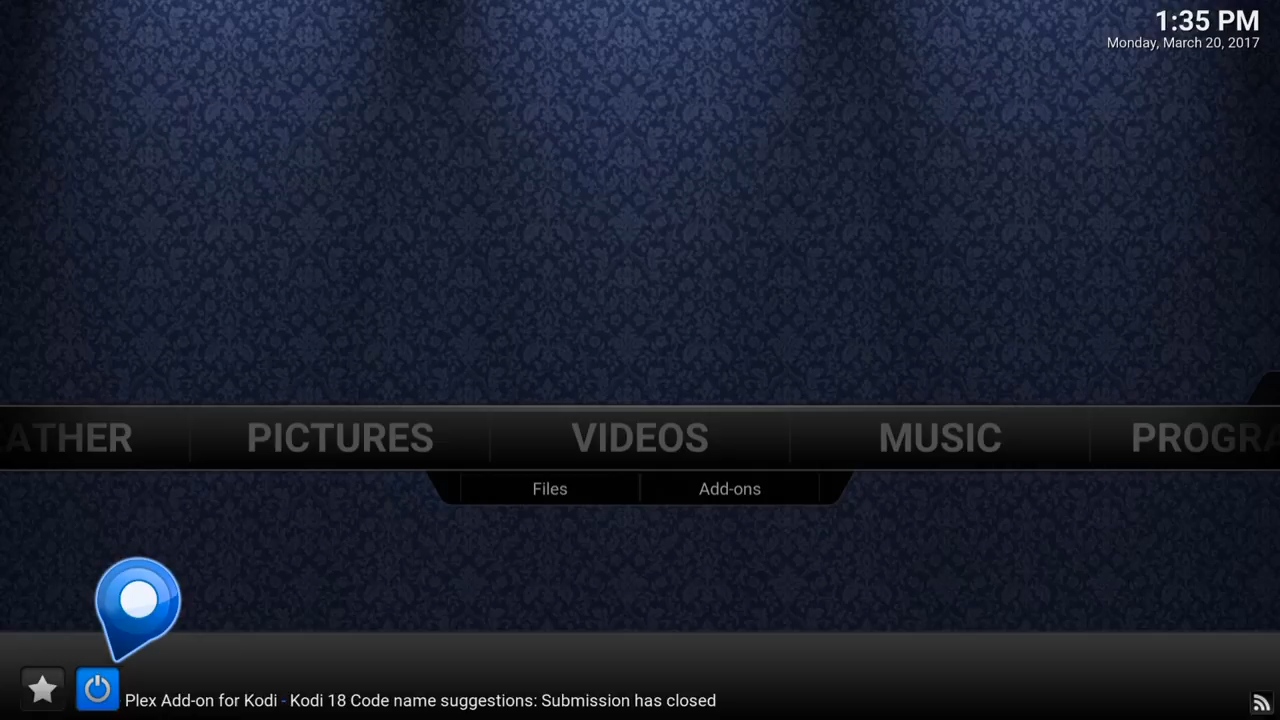 1:35 PM
Monday, March 20, 2017
ATHER PICTURES VIDEOS MUSIC PROGRA
Files Add-ons
Plex Add-on for Kodi - Kodi 18 Code name suggestions: Submission has closed